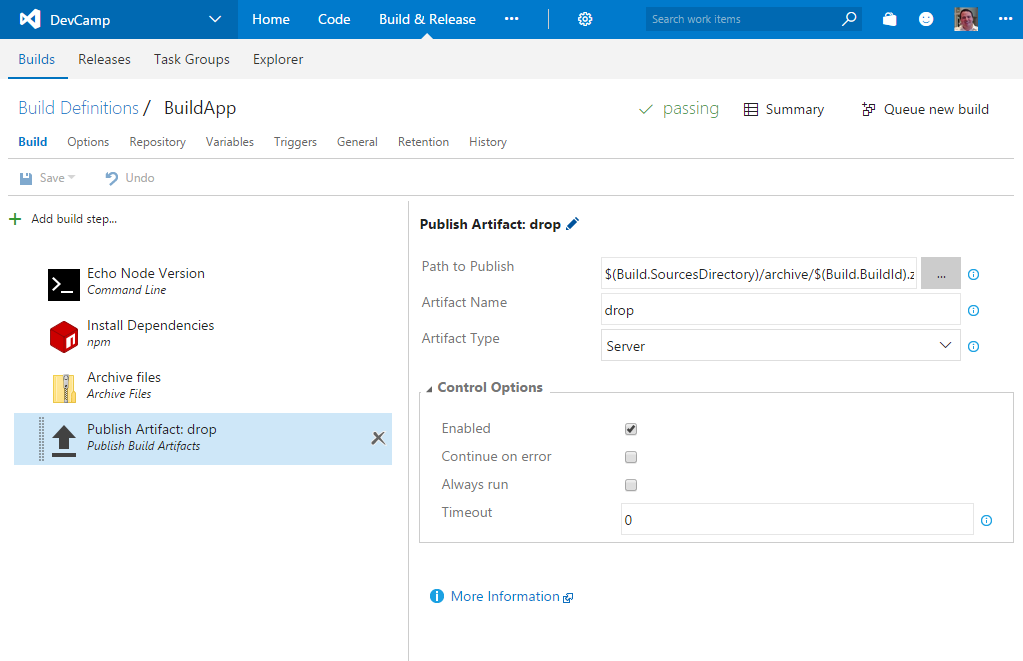 DevCamp Home Code Build & Release ••• Search work items •••
Builds Releases Task Groups Explorer
Build Definitions / BuildApp passing Summary Queue new build
Build Options Repository Variables Triggers General Retention History
Save Undo
Add build step...
Echo Node Version
Command Line
Install Dependencies
npm
Archive files
Archive Files
Publish Artifact: drop
Publish Build Artifacts
Publish Artifact: drop
Path to Publish $(Build.SourcesDirectory)/archive/$(Build.BuildId).z ...
Artifact Name drop
Artifact Type Server
Control Options
Enabled
Continue on error
Always run
Timeout 0
More Information